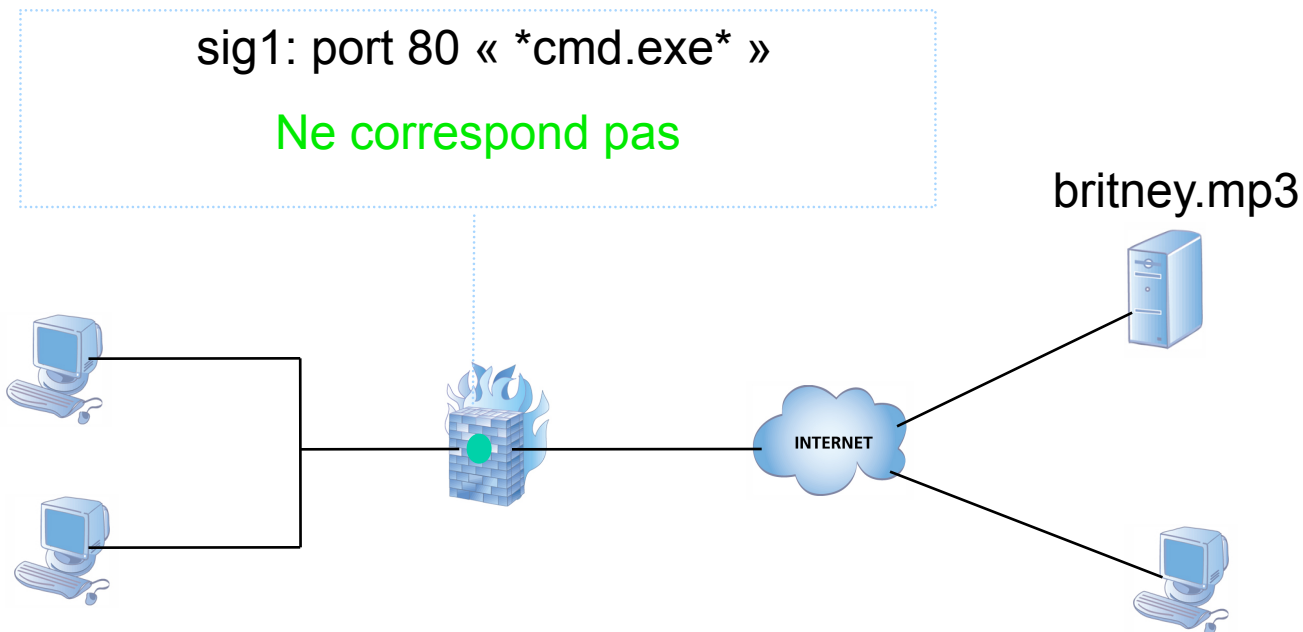 sig1: port 80 « *cmd.exe* »
Ne correspond pas
britney.mp3
INTERNET